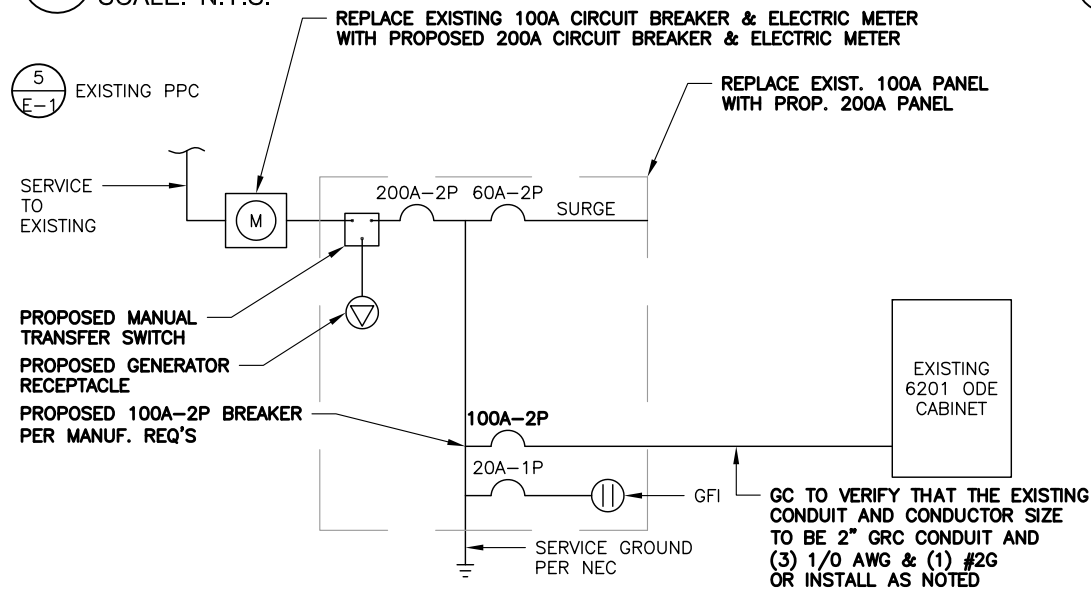 SCALE: N.T.S.
REPLACE EXISTING 100A CIRCUIT BREAKER & ELECTRIC METER
WITH PROPOSED 200A CIRCUIT BREAKER & ELECTRIC METER
5
E-1
EXISTING PPC
REPLACE EXIST. 100A PANEL
WITH PROP. 200A PANEL
SERVICE
TO
EXISTING
M
200A-2P
60A-2P
SURGE
PROPOSED MANUAL
TRANSFER SWITCH
PROPOSED GENERATOR
RECEPTACLE
PROPOSED 100A-2P BREAKER
PER MANUF. REQ'S
100A-2P
20A-1P
GFI
EXISTING
6201 ODE
CABINET
GC TO VERIFY THAT THE EXISTING
CONDUIT AND CONDUCTOR SIZE
TO BE 2" GRC CONDUIT AND
(3) 1/0 AWG & (1) #2G
OR INSTALL AS NOTED
SERVICE GROUND
PER NEC